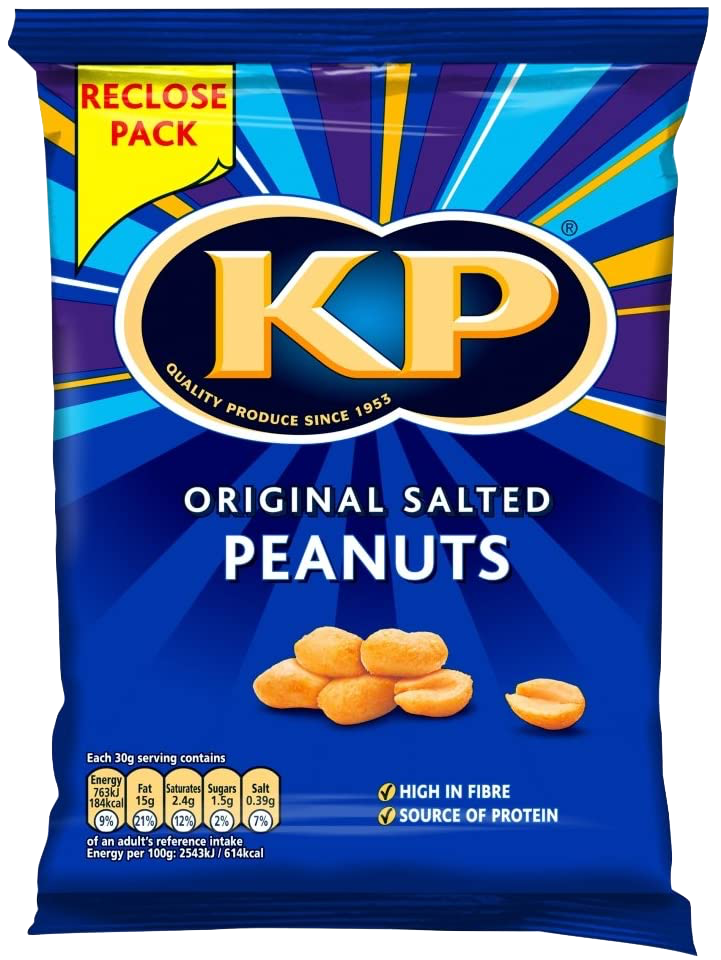 RECLOSE
PACK
KP
®
QUALITY PRODUCE SINCE 1953
ORIGINAL SALTED
PEANUTS
Each 30g serving contains
Energy 763kJ 184kcal 9%
Fat 15g 21%
Saturates 2.4g 12%
Sugars 1.5g 2%
Salt 0.39g 7%
of an adult's reference intake
Energy per 100g: 2543kJ / 614kcal
HIGH IN FIBRE
SOURCE OF PROTEIN